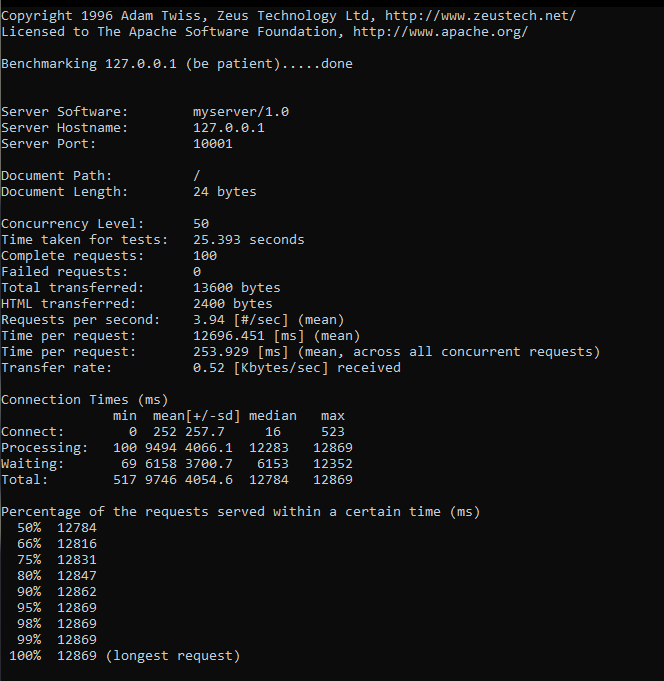 Copyright 1996 Adam Twiss, Zeus Technology Ltd, http://www.zeustech.net/
Licensed to The Apache Software Foundation, http://www.apache.org/

Benchmarking 127.0.0.1 (be patient).....done


Server Software:        myserver/1.0
Server Hostname:        127.0.0.1
Server Port:            10001

Document Path:          /
Document Length:        24 bytes

Concurrency Level:      50
Time taken for tests:   25.393 seconds
Complete requests:      100
Failed requests:        0
Total transferred:      13600 bytes
HTML transferred:       2400 bytes
Requests per second:    3.94 [#/sec] (mean)
Time per request:       12696.451 [ms] (mean)
Time per request:       253.929 [ms] (mean, across all concurrent requests)
Transfer rate:          0.52 [Kbytes/sec] received

Connection Times (ms)
              min  mean[+/-sd] median   max
Connect:        0  252 257.7     16     523
Processing:   100 9494 4066.1  12283   12869
Waiting:       69 6158 3700.7   6153   12352
Total:        517 9746 4054.6  12784   12869

Percentage of the requests served within a certain time (ms)
  50%  12784
  66%  12816
  75%  12831
  80%  12847
  90%  12862
  95%  12869
  98%  12869
  99%  12869
 100%  12869 (longest request)